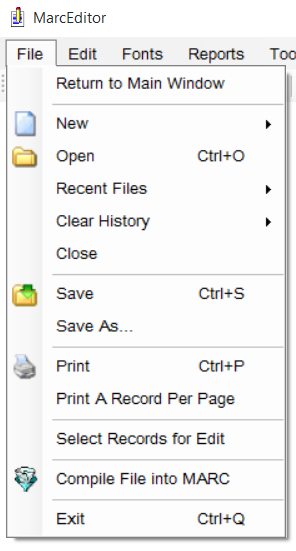 MarcEditor
File Edit Fonts Reports Too
Return to Main Window
New
Open Ctrl+O
Recent Files
Clear History
Close
Save Ctrl+S
Save As...
Print Ctrl+P
Print A Record Per Page
Select Records for Edit
Compile File into MARC
Exit Ctrl+Q